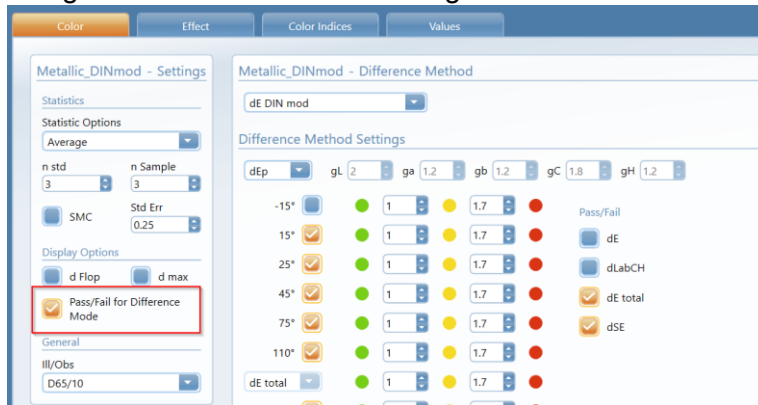 Color Effect Color Indices Values
Metallic_DINmod - Settings
Statistics
Statistic Options
Average
n std n Sample
3 3
SMC
Std Err
0.25
Display Options
d Flop d max
Pass/Fail for Difference
Mode
General
Ill/Obs
D65/10
Metallic_DINmod - Difference Method
dE DIN mod
Difference Method Settings
dEp gL 2 ga 1.2 gb 1.2 gC 1.8 gH 1.2
-15° 1 1.7
15° 1 1.7
25° 1 1.7
45° 1 1.7
75° 1 1.7
110° 1 1.7
dE total 1 1.7
Pass/Fail
dE
dLabCH
dE total
dSE